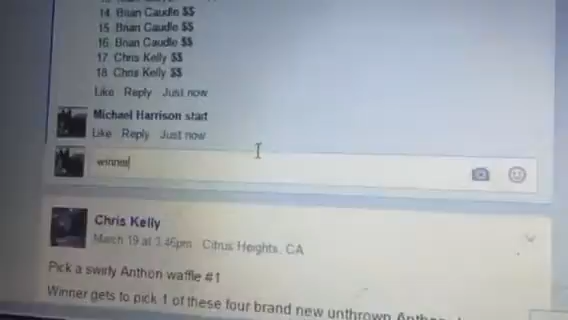 14 Brian Caudle $$
15 Brian Caudle $$
16 Brian Caudle $$
17 Chris Kelly $$
18 Chris Kelly $$
Like Reply Just now
Michael Harrison start
Like Reply Just now
winner
Chris Kelly
March 19 at 3:46pm Citrus Heights, CA
Pick a swirly Anthon waffle #1
Winner gets to pick 1 of these four brand new unthrown